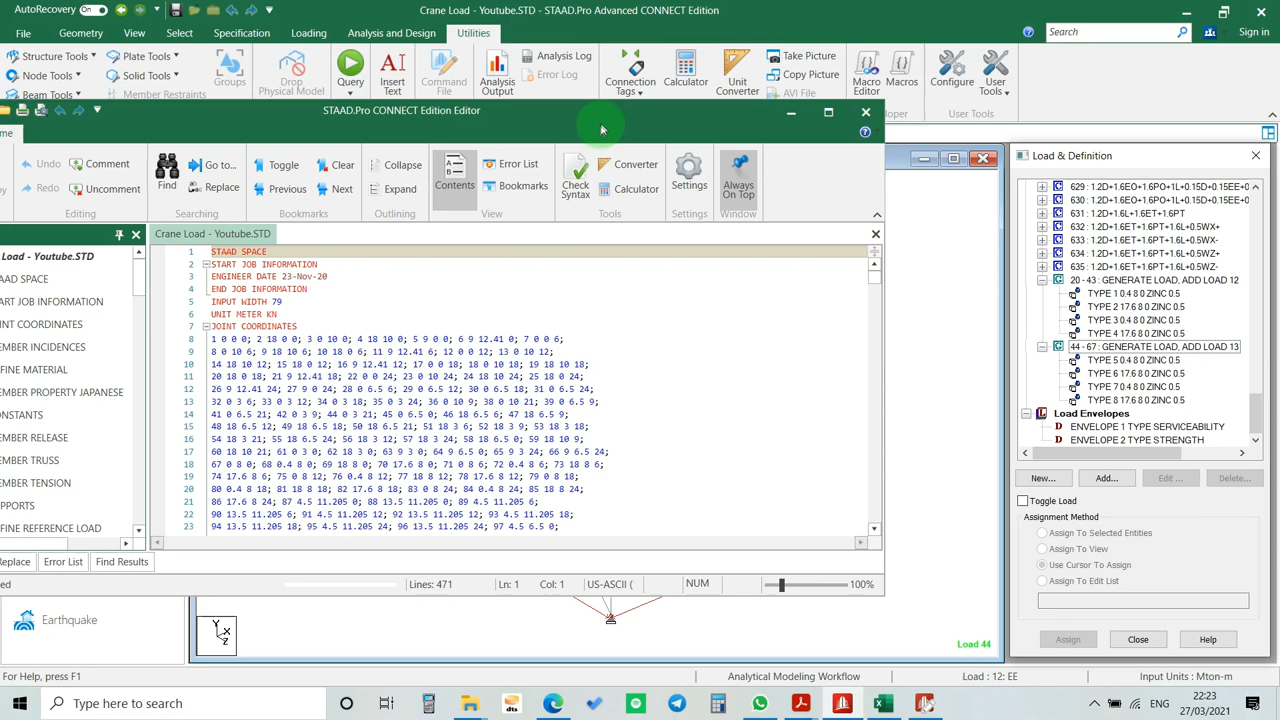 AutoRecovery On
Crane Load - Youtube.STD - STAAD.Pro Advanced CONNECT Edition
File Geometry View Select Specification Loading Analysis and Design Utilities
Search
Sign in
Structure Tools
Node Tools
Beam Tools
Plate Tools
Solid Tools
Member Restraints
Groups
Drop Physical Model
Query
Insert Text
Command File
Analysis Output
Analysis Log
Error Log
Connection Tags
Calculator
Unit Converter
Take Picture
Copy Picture
AVI File
Macro Editor
Macros
Configure
User Tools
loper
User Tools
STAAD.Pro CONNECT Edition Editor
me
Undo
Redo
Comment
Uncomment
Editing
Find
Go to...
Replace
Searching
Toggle
Previous
Clear
Next
Bookmarks
Collapse
Expand
Outlining
Contents
Error List
Bookmarks
View
Check Syntax
Converter
Calculator
Tools
Settings
Settings
Always On Top
Window
Load - Youtube.STD
AAD SPACE
ART JOB INFORMATION
INT COORDINATES
EMBER INCIDENCES
FINE MATERIAL
EMBER PROPERTY JAPANESE
ONSTANTS
EMBER RELEASE
EMBER TRUSS
EMBER TENSION
PPORTS
FINE REFERENCE LOAD
Crane Load - Youtube.STD
1 STAAD SPACE
2 START JOB INFORMATION
3 ENGINEER DATE 23-Nov-20
4 END JOB INFORMATION
5 INPUT WIDTH 79
6 UNIT METER KN
7 JOINT COORDINATES
8 1 0 0 0; 2 18 0 0; 3 0 10 0; 4 18 10 0; 5 9 0 0; 6 9 12.41 0; 7 0 0 6;
9 8 0 10 6; 9 18 10 6; 10 18 0 6; 11 9 12.41 6; 12 0 0 12; 13 0 10 12;
10 14 18 10 12; 15 18 0 12; 16 9 12.41 12; 17 0 0 18; 18 0 10 18; 19 18 10 18;
11 20 18 0 18; 21 9 12.41 18; 22 0 0 24; 23 0 10 24; 24 18 10 24; 25 18 0 24;
12 26 9 12.41 24; 27 9 0 24; 28 0 6.5 6; 29 0 6.5 12; 30 0 6.5 18; 31 0 6.5 24;
13 32 0 3 6; 33 0 3 12; 34 0 3 18; 35 0 3 24; 36 0 10 9; 38 0 10 21; 39 0 6.5 9;
14 41 0 6.5 21; 42 0 3 9; 44 0 3 21; 45 0 6.5 0; 46 18 6.5 6; 47 18 6.5 9;
15 48 18 6.5 12; 49 18 6.5 18; 50 18 6.5 21; 51 18 3 6; 52 18 3 9; 53 18 3 18;
16 54 18 3 21; 55 18 6.5 24; 56 18 3 12; 57 18 3 24; 58 18 6.5 0; 59 18 10 9;
17 60 18 10 21; 61 0 3 0; 62 18 3 0; 63 9 3 0; 64 9 6.5 0; 65 9 3 24; 66 9 6.5 24;
18 67 0 8 0; 68 0.4 8 0; 69 18 8 0; 70 17.6 8 0; 71 0 8 6; 72 0.4 8 6; 73 18 8 6;
19 74 17.6 8 6; 75 0 8 12; 76 0.4 8 12; 77 18 8 12; 78 17.6 8 12; 79 0 8 18;
20 80 0.4 8 18; 81 18 8 18; 82 17.6 8 18; 83 0 8 24; 84 0.4 8 24; 85 18 8 24;
21 86 17.6 8 24; 87 4.5 11.205 0; 88 13.5 11.205 0; 89 4.5 11.205 6;
22 90 13.5 11.205 6; 91 4.5 11.205 12; 92 13.5 11.205 12; 93 4.5 11.205 18;
23 94 13.5 11.205 18; 95 4.5 11.205 24; 96 13.5 11.205 24; 97 4.5 6.5 0;
Replace Error List Find Results
ed
Lines: 471 Ln: 1 Col: 1 US-ASCII ( NUM 100%
Load & Definition
629 : 1.2D+1.6EO+1.6PO+1L+0.15D+0.15EE+0
630 : 1.2D+1.6EO+1.6PO+1L+0.15D+0.15EE+0
631 : 1.2D+1.6L+1.6ET+1.6PT
632 : 1.2D+1.6ET+1.6PT+1.6L+0.5WX+
633 : 1.2D+1.6ET+1.6PT+1.6L+0.5WX-
634 : 1.2D+1.6ET+1.6PT+1.6L+0.5WZ+
635 : 1.2D+1.6ET+1.6PT+1.6L+0.5WZ-
20 - 43 : GENERATE LOAD, ADD LOAD 12
TYPE 1 0.4 8 0 ZINC 0.5
TYPE 2 17.6 8 0 ZINC 0.5
TYPE 3 0.4 8 0 ZINC 0.5
TYPE 4 17.6 8 0 ZINC 0.5
44 - 67 : GENERATE LOAD, ADD LOAD 13
TYPE 5 0.4 8 0 ZINC 0.5
TYPE 6 17.6 8 0 ZINC 0.5
TYPE 7 0.4 8 0 ZINC 0.5
TYPE 8 17.6 8 0 ZINC 0.5
Load Envelopes
ENVELOPE 1 TYPE SERVICEABILITY
ENVELOPE 2 TYPE STRENGTH
New... Add... Edit ... Delete...
Toggle Load
Assignment Method
Assign To Selected Entities
Assign To View
Use Cursor To Assign
Assign To Edit List
Assign Close Help
Earthquake
Y
X
Z
Load 44
For Help, press F1
Analytical Modeling Workflow
Load : 12: EE
Input Units : Mton-m
Type here to search
dts
ENG
22:23
27/03/2021